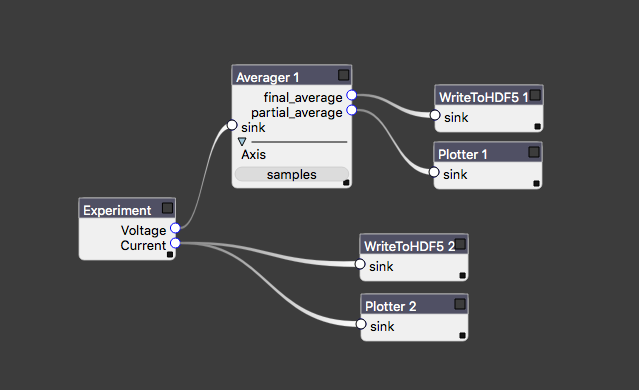 Averager 1
final_average
partial_average
sink
Axis
samples
WriteToHDF5 1
sink
Plotter 1
sink
Experiment
Voltage
Current
WriteToHDF5 2
sink
Plotter 2
sink